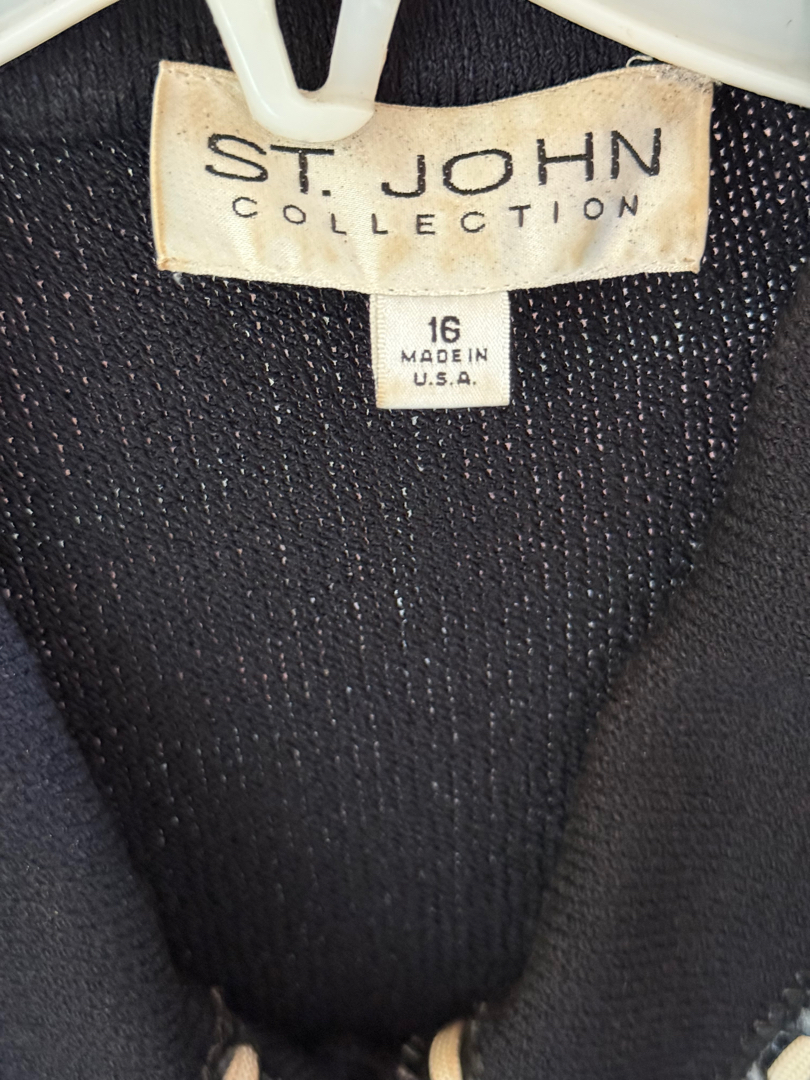 ST. JOHN
COLLECTION
16
MADE IN
U.S.A.